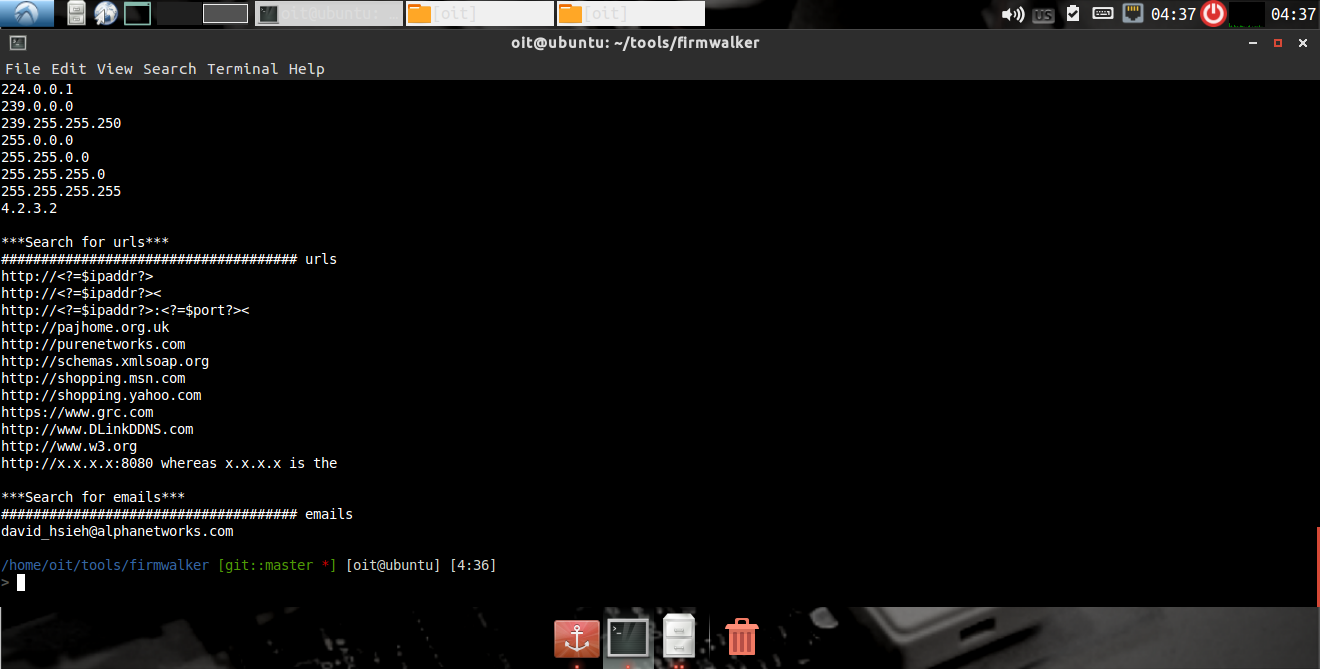 oit@ubuntu:
[oit]
[oit]
us
04:37
04:37
oit@ubuntu: ~/tools/firmwalker
File Edit View Search Terminal Help
224.0.0.1
239.0.0.0
239.255.255.250
255.0.0.0
255.255.0.0
255.255.255.0
255.255.255.255
4.2.3.2
***Search for urls***
##################################### urls
http://<?=$ipaddr?>
http://<?=$ipaddr?><
http://<?=$ipaddr?>:<?=$port?><
http://pajhome.org.uk
http://purenetworks.com
http://schemas.xmlsoap.org
http://shopping.msn.com
http://shopping.yahoo.com
https://www.grc.com
http://www.DLinkDDNS.com
http://www.w3.org
http://x.x.x.x:8080 whereas x.x.x.x is the
***Search for emails***
##################################### emails
david_hsieh@alphanetworks.com
/home/oit/tools/firmwalker [git::master *] [oit@ubuntu] [4:36]
>